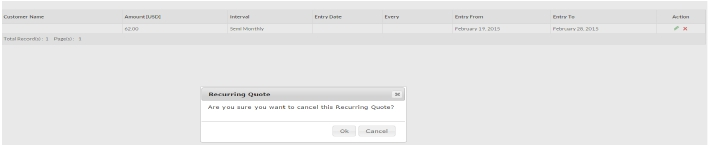 Customer Name Amount [USD] Interval Entry Date Every Entry From Entry To Action
62.00 Send Monthly February 19, 2013 February 28, 2013
Total Record(s) : 1 Page(s) : 1
Recurring Quote
Are you sure you want to cancel this Recurring Quote?
Ok Cancel